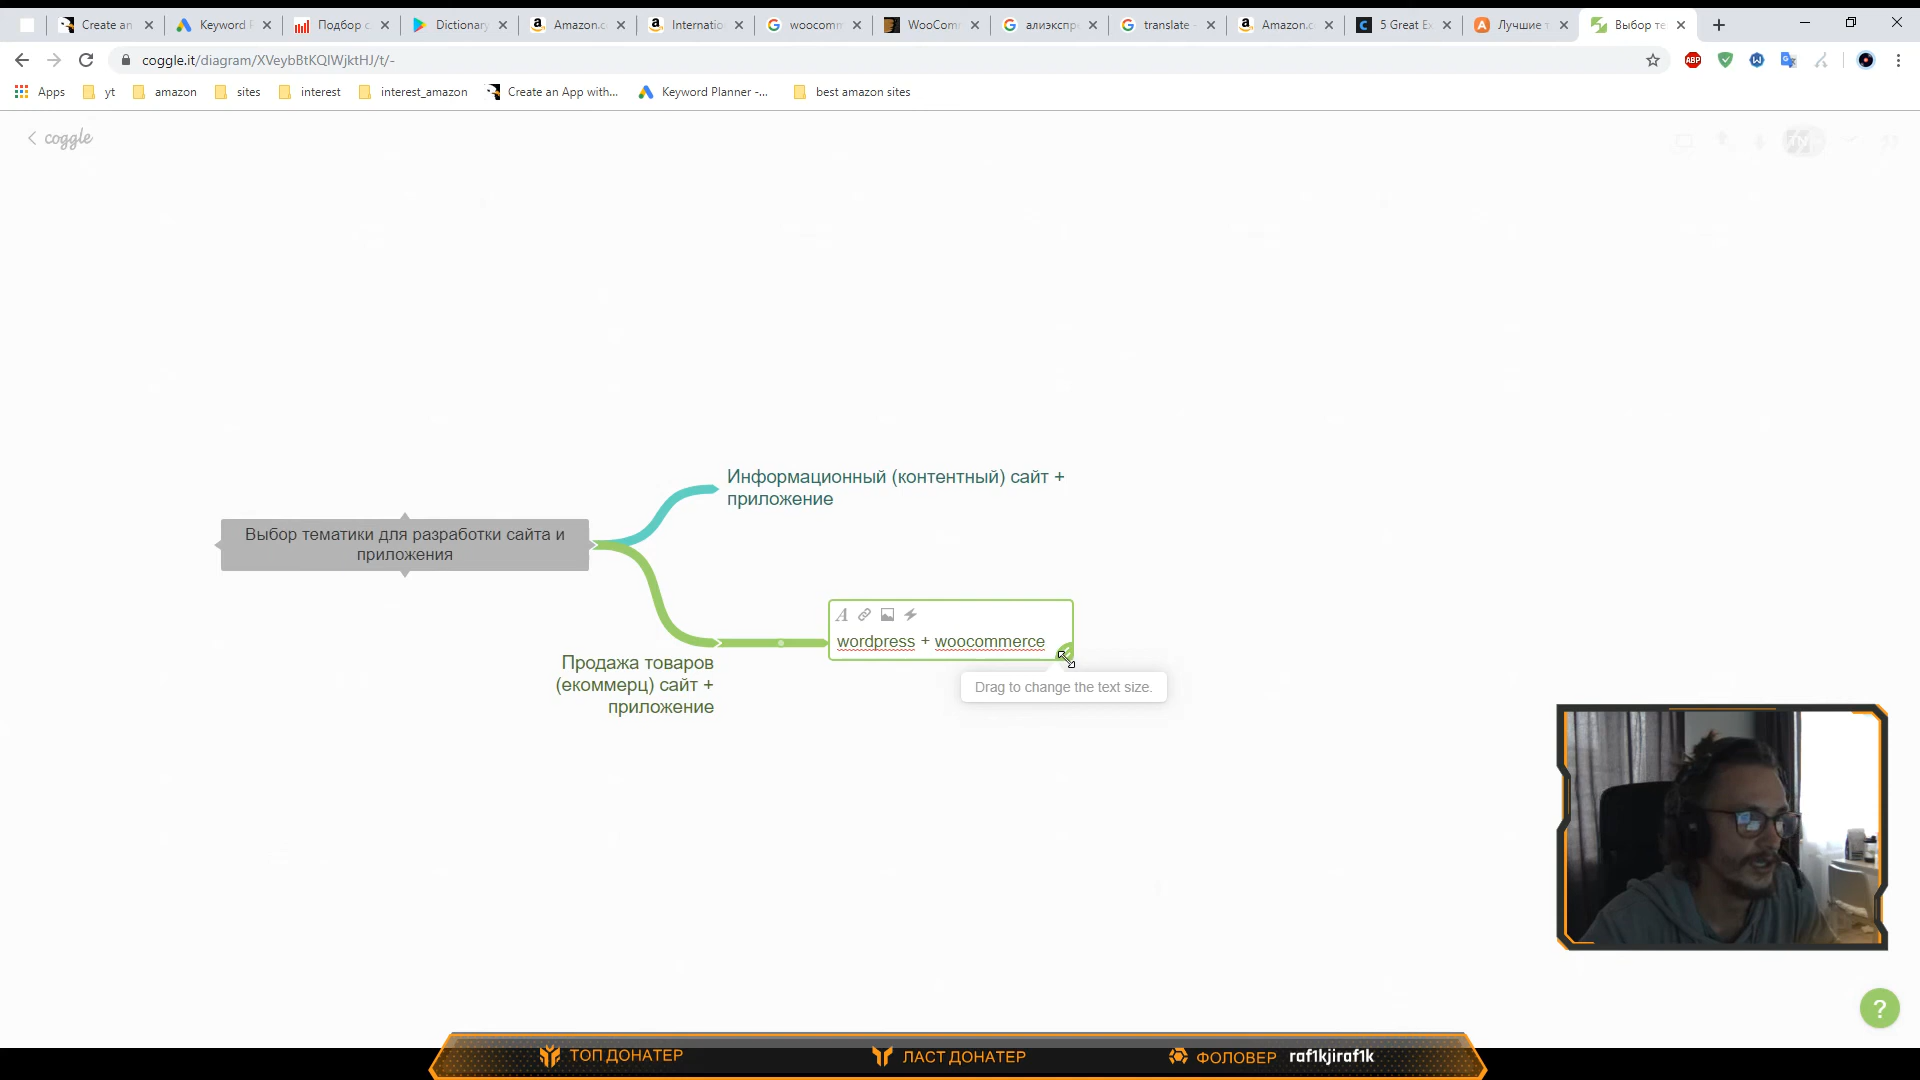 Create an
Keyword P
Подбор с
Dictionary
Amazon.c
Internatio
woocomm
WooCom
алиэкспр
translate -
Amazon.c
5 Great Ex
Лучшие т
Выбор те
coggle.it/diagram/XVeybBtKQIWjktHJ/t/-
ABP
Apps
yt
amazon
sites
interest
interest_amazon
Create an App with...
Keyword Planner -...
best amazon sites
coggle
Информационный (контентный) сайт +
приложение
Выбор тематики для разработки сайта и
приложения
wordpress + woocommerce
Drag to change the text size.
Продажа товаров
(екоммерц) сайт +
приложение
?
ТОП ДОНАТЕР
ЛАСТ ДОНАТЕР
ФОЛОВЕР raf1kjiraf1k